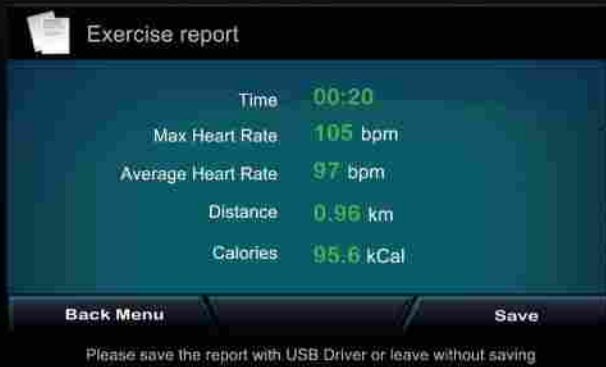 Exercise report
Time 00:20
Max Heart Rate 105 bpm
Average Heart Rate 97 bpm
Distance 0.96 km
Calories 95.6 kCal
Back Menu Save
Please save the report with USB Driver or leave without saving